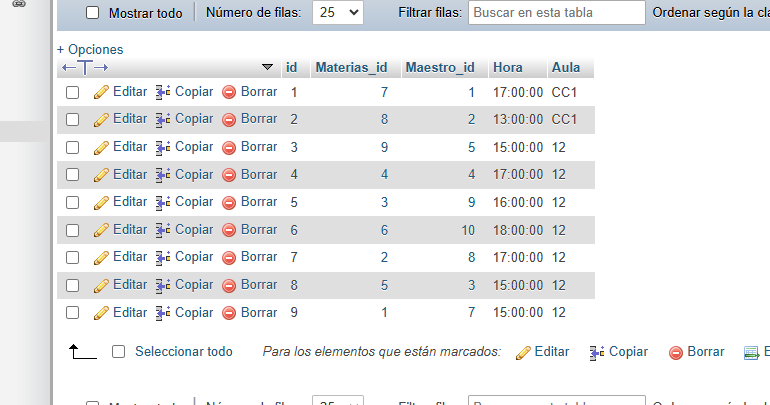 Mostrar todo Número de filas: 25 Filtrar filas: Buscar en esta tabla Ordenar según la
+ Opciones
id Materias_id Maestro_id Hora Aula
Editar Copiar Borrar 1 7 1 17:00:00 CC1
Editar Copiar Borrar 2 8 2 13:00:00 CC1
Editar Copiar Borrar 3 9 5 15:00:00 12
Editar Copiar Borrar 4 4 4 17:00:00 12
Editar Copiar Borrar 5 3 9 16:00:00 12
Editar Copiar Borrar 6 6 10 18:00:00 12
Editar Copiar Borrar 7 2 8 17:00:00 12
Editar Copiar Borrar 8 5 3 15:00:00 12
Editar Copiar Borrar 9 1 7 15:00:00 12
Seleccionar todo Para los elementos que están marcados: Editar Copiar Borrar